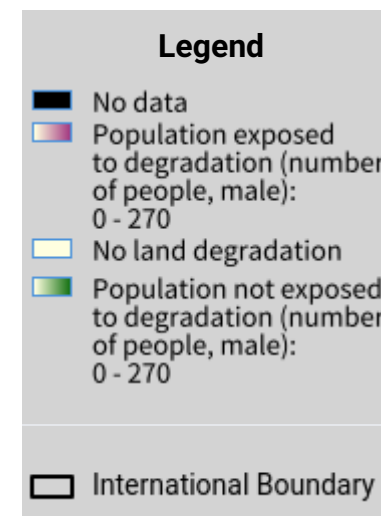 Legend
No data
Population exposed
to degradation (number
of people, male):
0 - 270
No land degradation
Population not exposed
to degradation (number
of people, male):
0 - 270
International Boundary